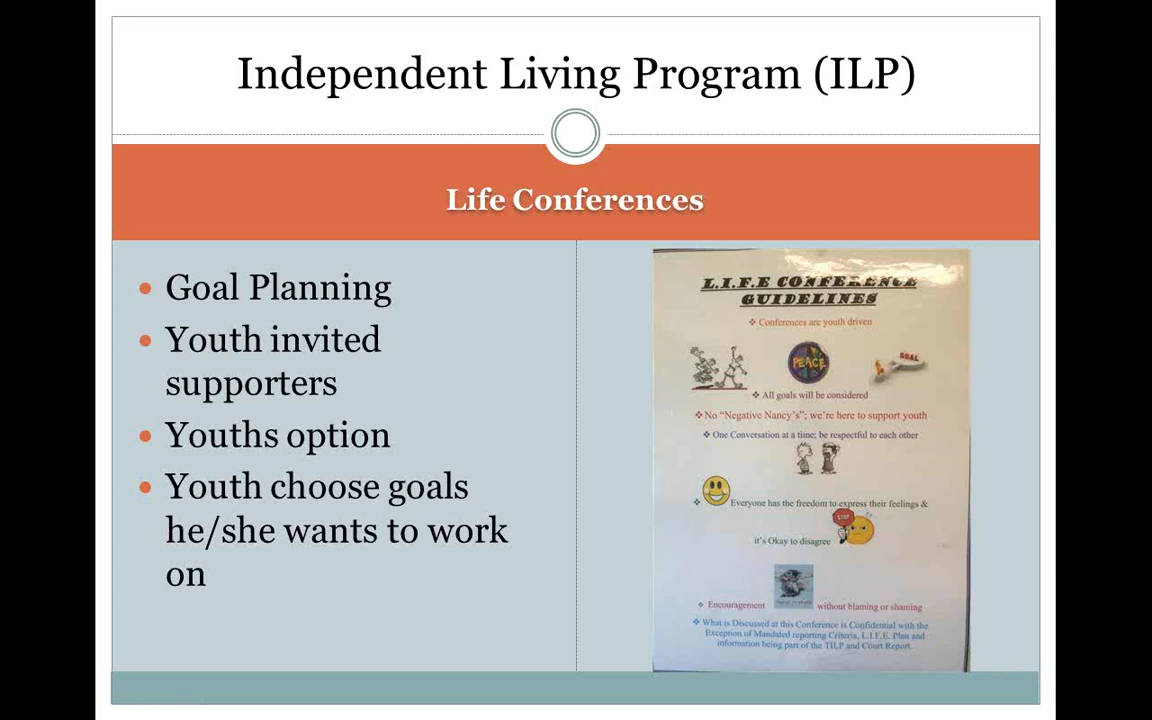 Independent Living Program (ILP)
Life Conferences
Goal Planning
Youth invited
supporters
Youths option
Youth choose goals
he/she wants to work
on
L.I.F.E CONFERENCE
GUIDELINES
Conferences are youth driven
PEACE
GOAL
All goals will be considered
No "Negative Nancy's"; we're here to support youth
One Conversation at a time; be respectful to each other
Everyone has the freedom to express their feelings &
STOP
it's Okay to disagree
Encouragement without blaming or shaming
What is Discussed at this Conference is Confidential with the
Exception of Mandated reporting Criteria, L.I.F.E. Plan and
information being part of the TILP and Court Report.